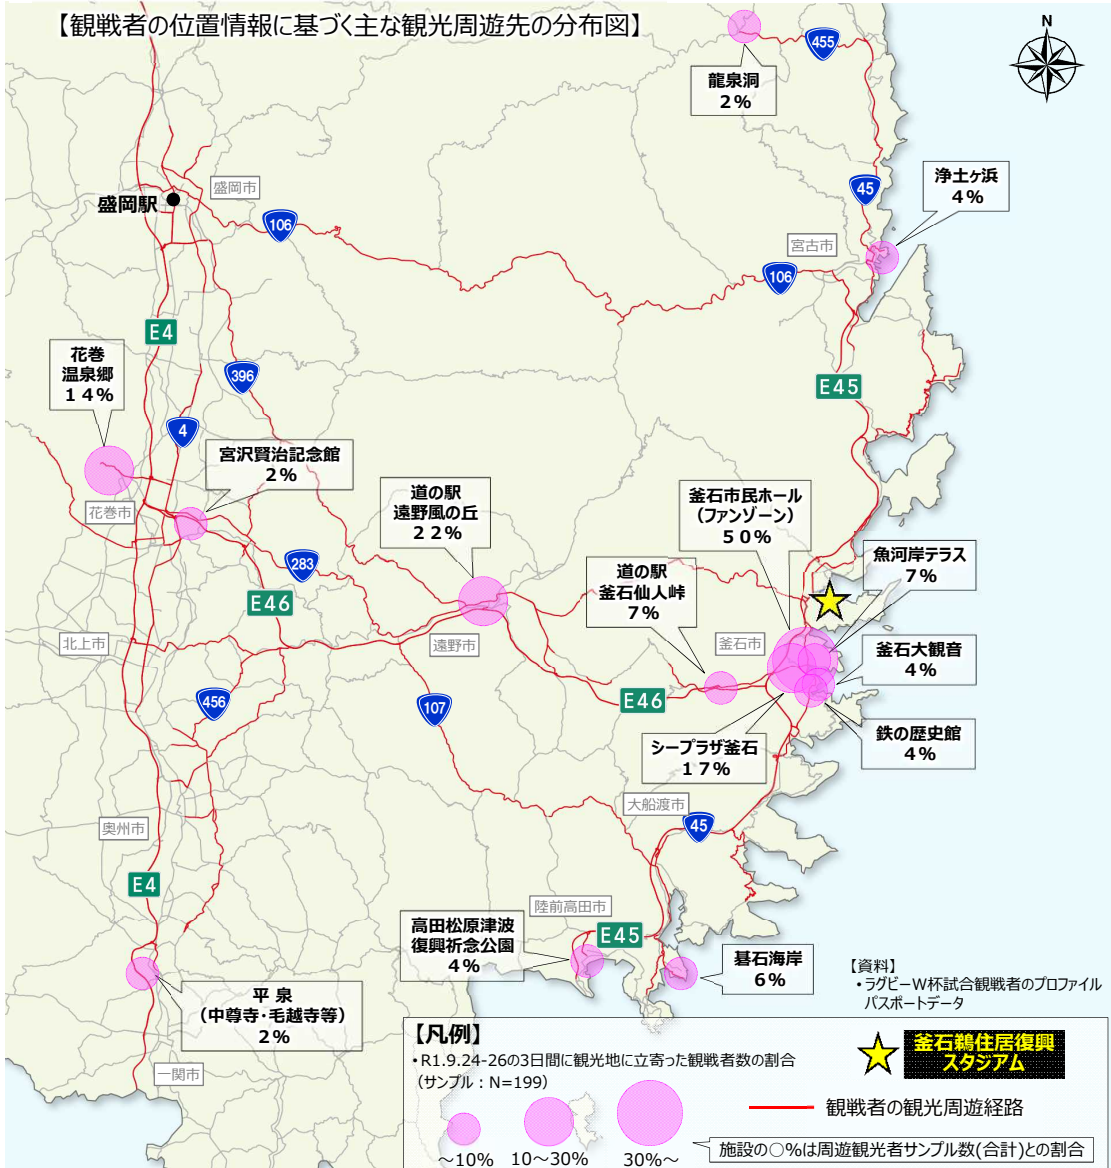 【観戦者の位置情報に基づく主な観光周遊先の分布図】
N
455
龍泉洞
2%
浄土ヶ浜
4%
45
盛岡市
盛岡駅
106
宮古市
106
E4
花巻
温泉郷
14%
396
E45
4
宮沢賢治記念館
2%
道の駅
遠野風の丘
22%
釜石市民ホール
(ファンゾーン)
50%
花巻市
魚河岸テラス
7%
283
道の駅
釜石仙人峠
7%
E46
北上市
遠野市
釜石市
釜石大観音
4%
456
107
E46
鉄の歴史館
4%
シープラザ釜石
17%
大船渡市
奥州市
45
E4
陸前高田市
高田松原津波
復興祈念公園
4%
E45
碁石海岸
6%
【資料】
・ラグビーW杯試合観戦者のプロファイル
パスポートデータ
平 泉
(中尊寺・毛越寺等)
2%
一関市
【凡例】
・R1.9.24-26の3日間に観光地に立寄った観戦者数の割合
(サンプル:N=199)
~10%
10~30%
30%~
釜石鵜住居復興
スタジアム
観戦者の観光周遊経路
施設の○%は周遊観光者サンプル数(合計)との割合